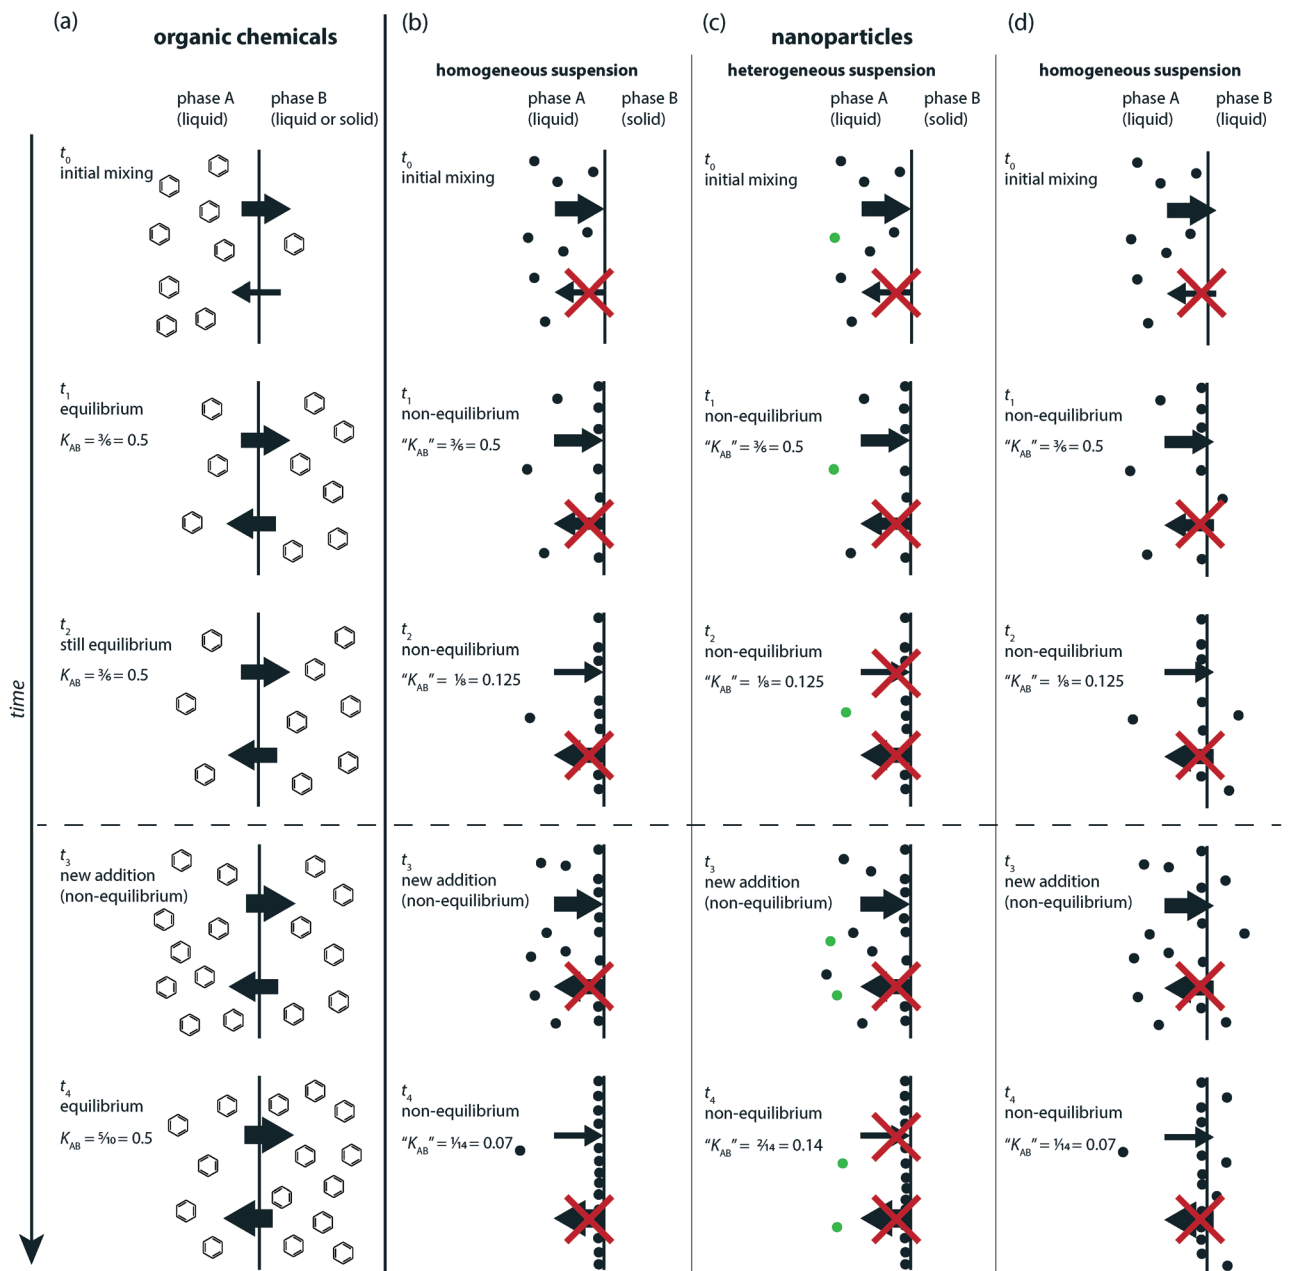 (a)
organic chemicals
phase A
(liquid)
phase B
(liquid or solid)
time
t0
initial mixing
t1
equilibrium
KAB = 3/6 = 0.5
t2
still equilibrium
KAB = 3/6 = 0.5
t3
new addition
(non-equilibrium)
t4
equilibrium
KAB = 5/10 = 0.5
nanoparticles
(b)
homogeneous suspension
phase A
(liquid)
phase B
(solid)
t0
initial mixing
t1
non-equilibrium
“KAB” = 3/6 = 0.5
t2
non-equilibrium
“KAB” = 1/8 = 0.125
t3
new addition
(non-equilibrium)
t4
non-equilibrium
“KAB” = 1/14 = 0.07
(c)
heterogeneous suspension
phase A
(liquid)
phase B
(solid)
t0
initial mixing
t1
non-equilibrium
“KAB” = 3/6 = 0.5
t2
non-equilibrium
“KAB” = 1/8 = 0.125
t3
new addition
(non-equilibrium)
t4
non-equilibrium
“KAB” = 2/14 = 0.14
(d)
homogeneous suspension
phase A
(liquid)
phase B
(liquid)
t0
initial mixing
t1
non-equilibrium
“KAB” = 3/6 = 0.5
t2
non-equilibrium
“KAB” = 1/8 = 0.125
t3
new addition
(non-equilibrium)
t4
non-equilibrium
“KAB” = 1/14 = 0.07